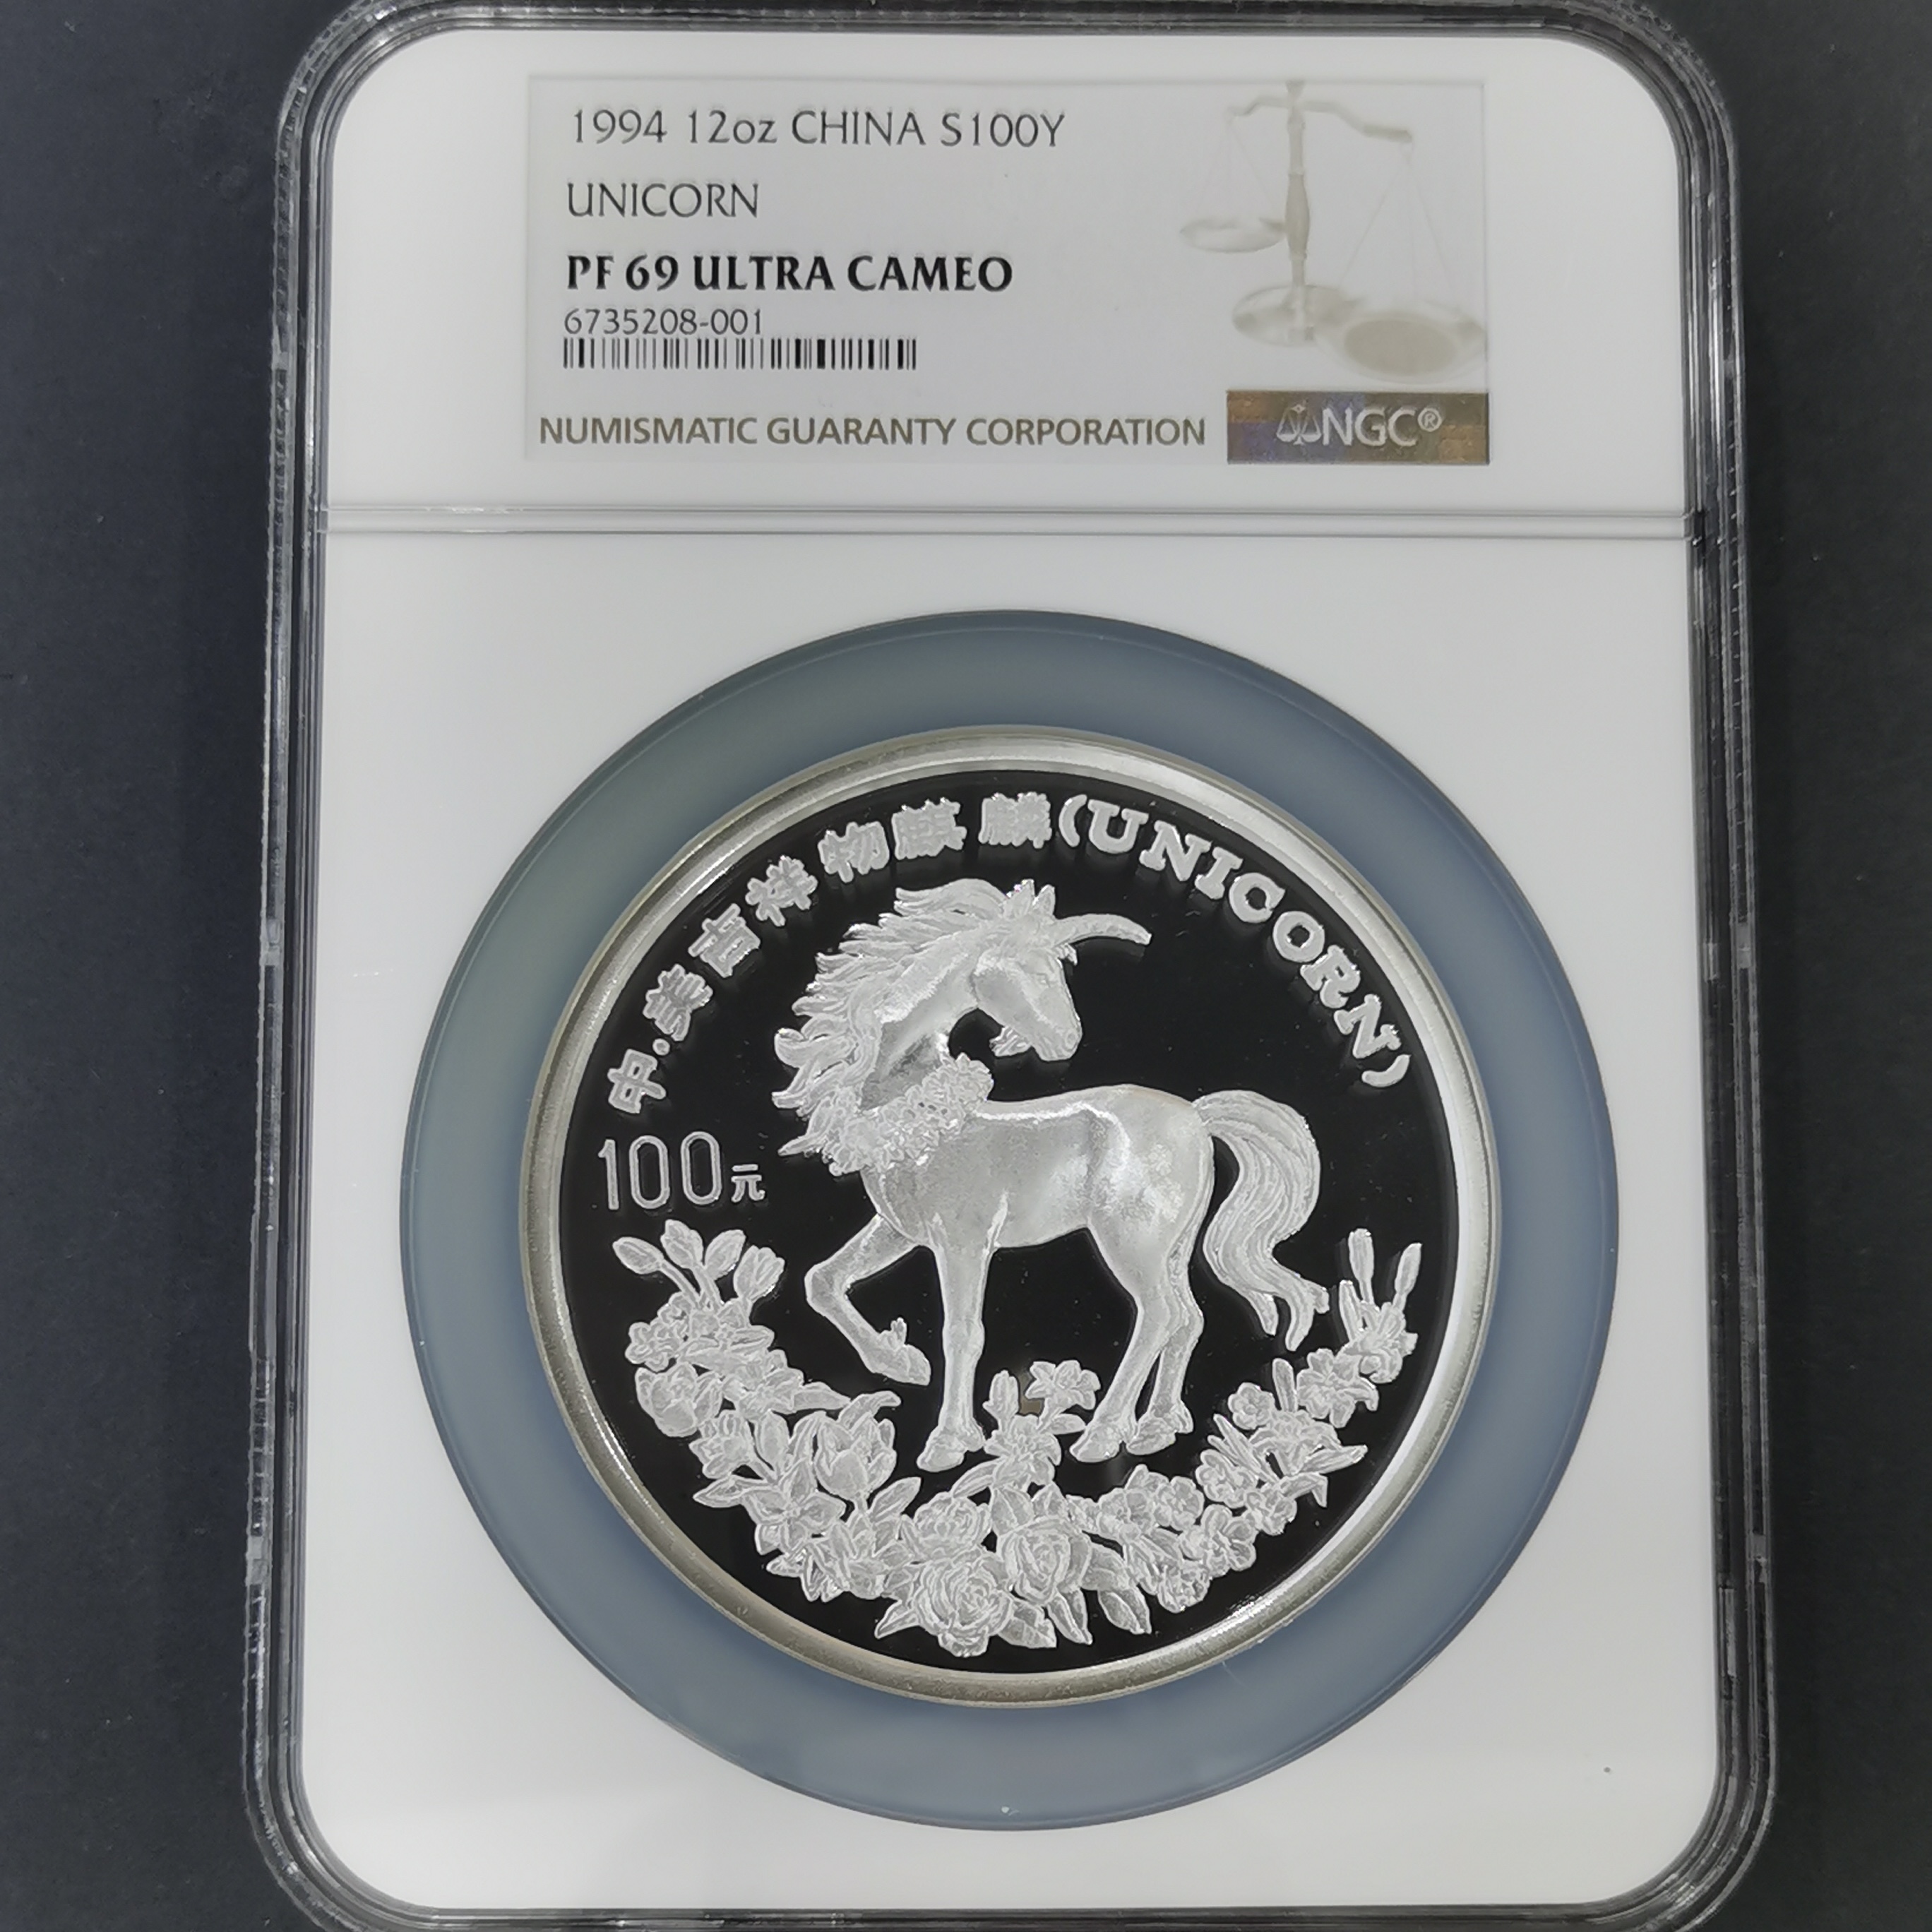 1994 12oz CHINA S100Y
UNICORN
PF 69 ULTRA CAMEO
6735208-001
NUMISMATIC GUARANTY CORPORATION
NGC®
中·美吉祥物麒麟(UNICORN)
100元